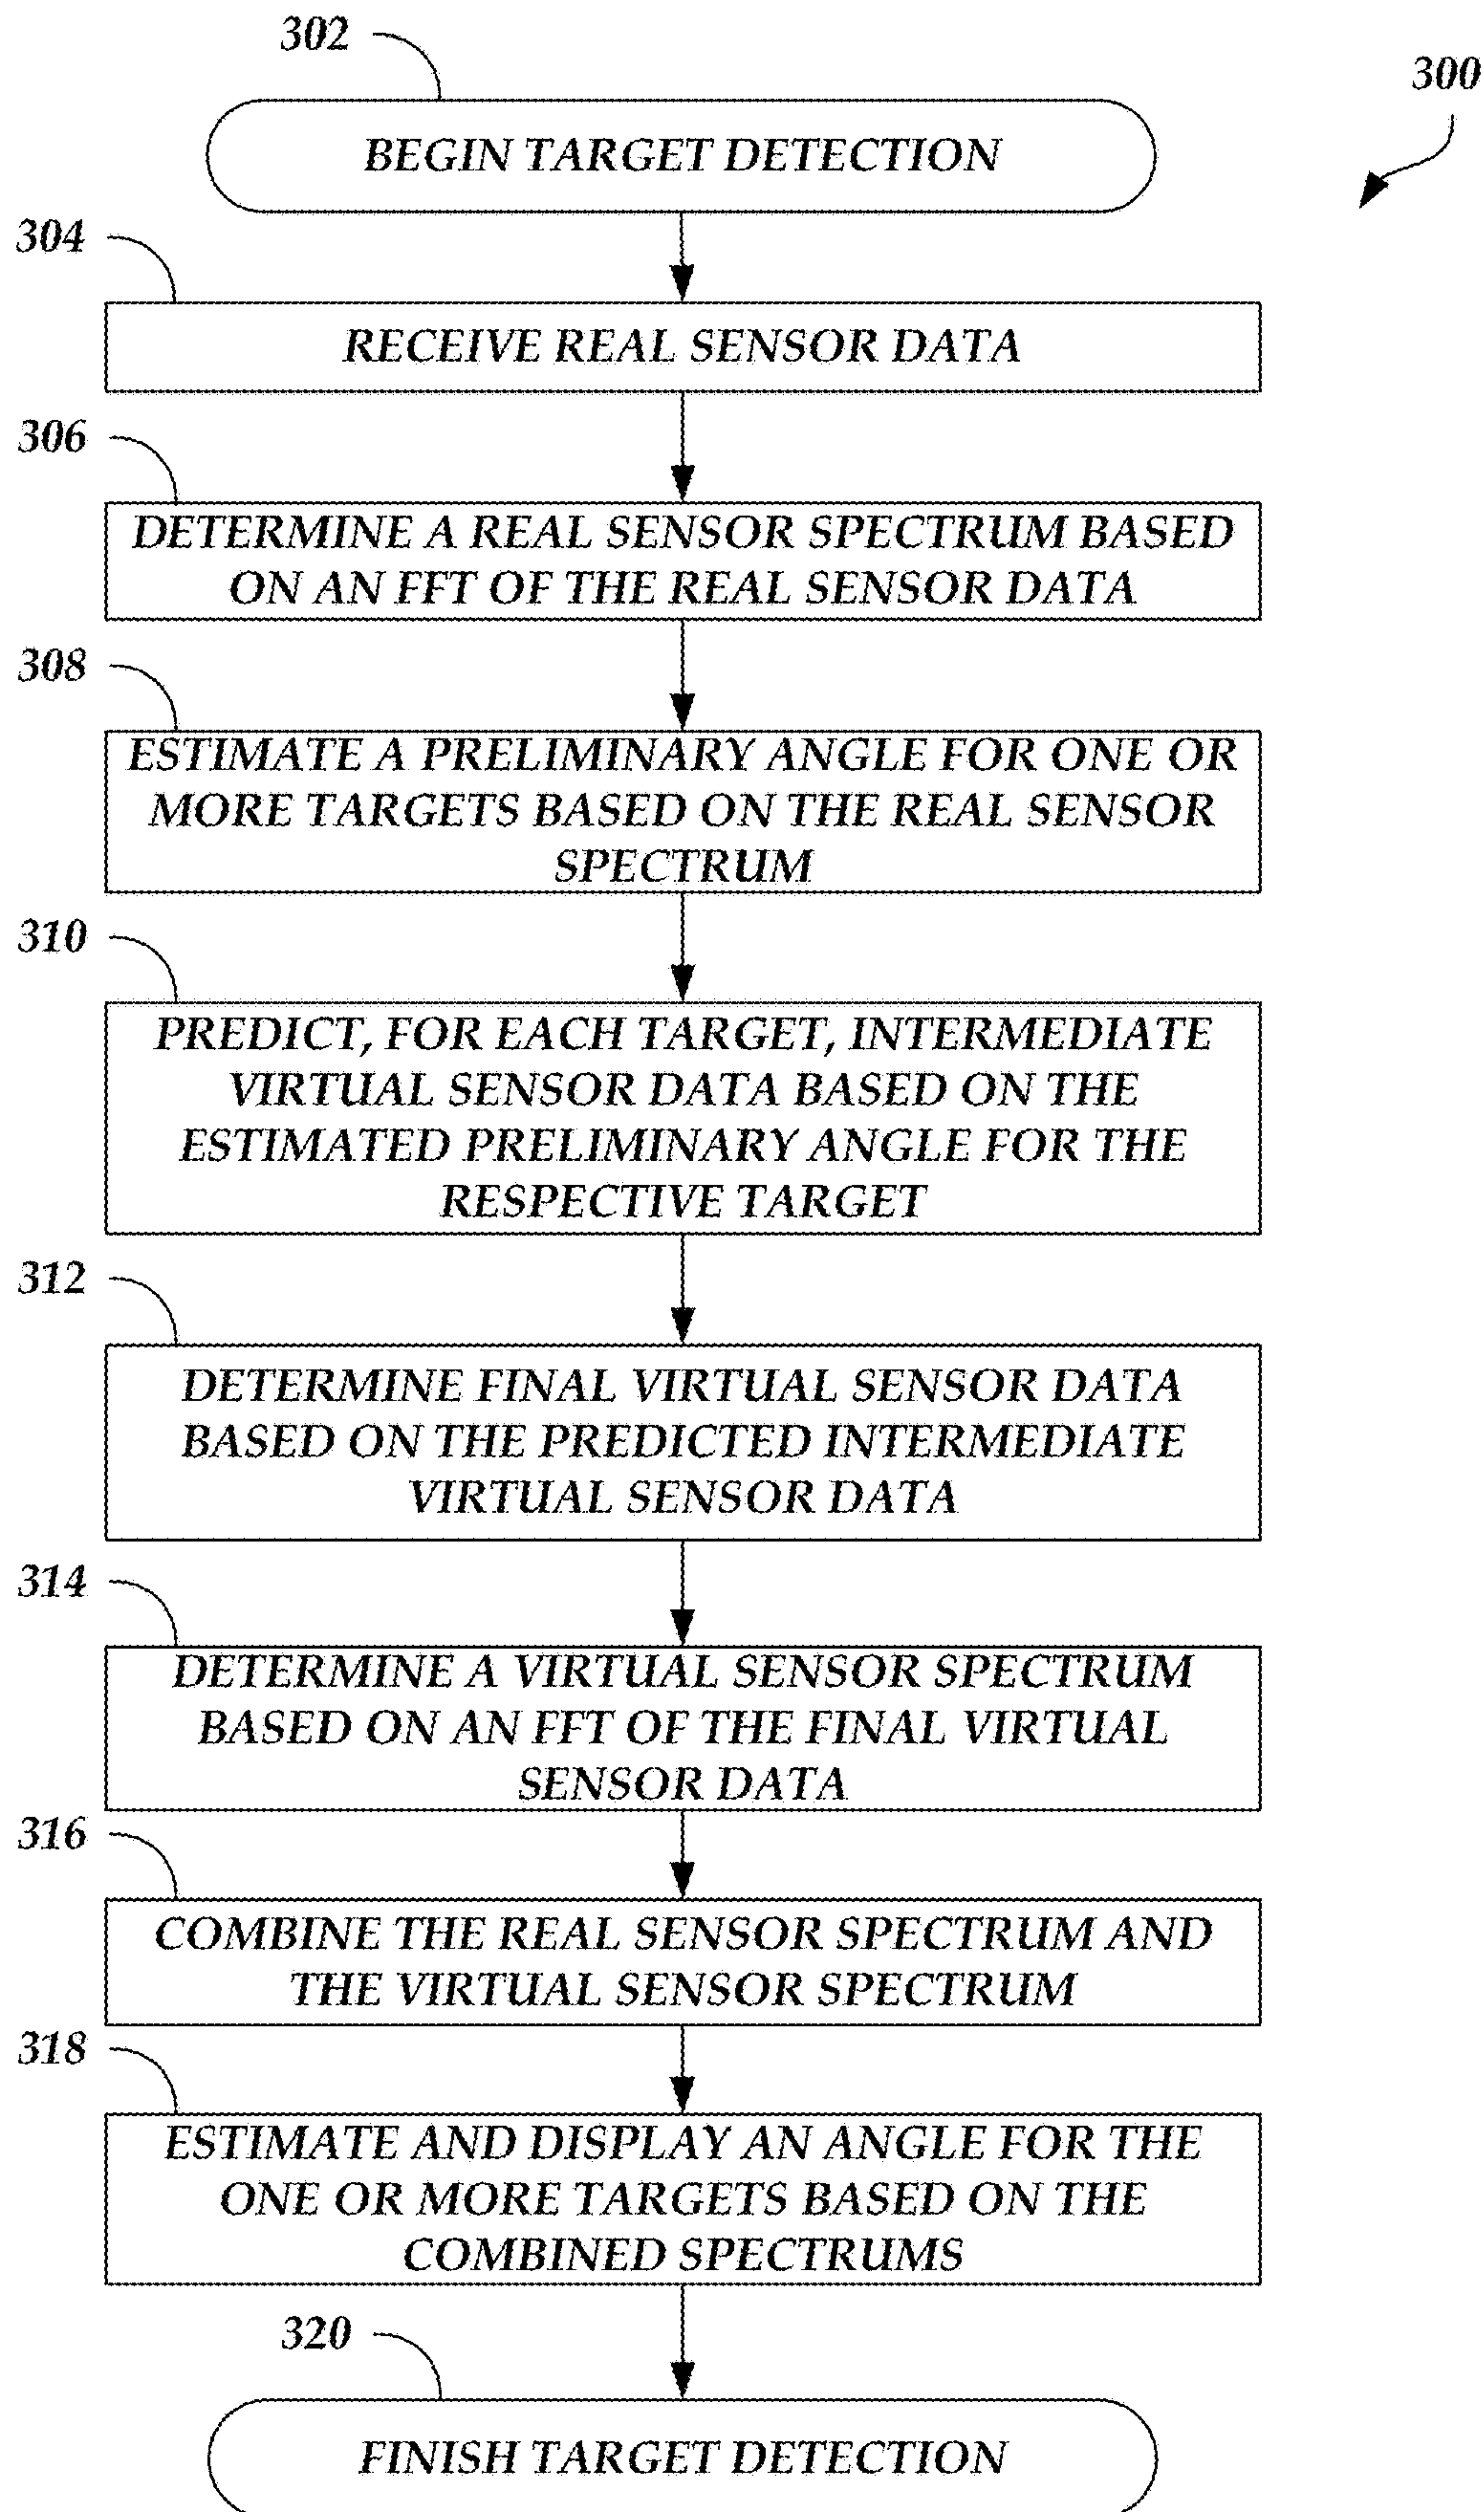 302
300
BEGIN TARGET DETECTION
304
RECEIVE REAL SENSOR DATA
306
DETERMINE A REAL SENSOR SPECTRUM BASED
ON AN FFT OF THE REAL SENSOR DATA
308
ESTIMATE A PRELIMINARY ANGLE FOR ONE OR
MORE TARGETS BASED ON THE REAL SENSOR
SPECTRUM
310
PREDICT, FOR EACH TARGET, INTERMEDIATE
VIRTUAL SENSOR DATA BASED ON THE
ESTIMATED PRELIMINARY ANGLE FOR THE
RESPECTIVE TARGET
312
DETERMINE FINAL VIRTUAL SENSOR DATA
BASED ON THE PREDICTED INTERMEDIATE
VIRTUAL SENSOR DATA
314
DETERMINE A VIRTUAL SENSOR SPECTRUM
BASED ON AN FFT OF THE FINAL VIRTUAL
SENSOR DATA
316
COMBINE THE REAL SENSOR SPECTRUM AND
THE VIRTUAL SENSOR SPECTRUM
318
ESTIMATE AND DISPLAY AN ANGLE FOR THE
ONE OR MORE TARGETS BASED ON THE
COMBINED SPECTRUMS
320
FINISH TARGET DETECTION